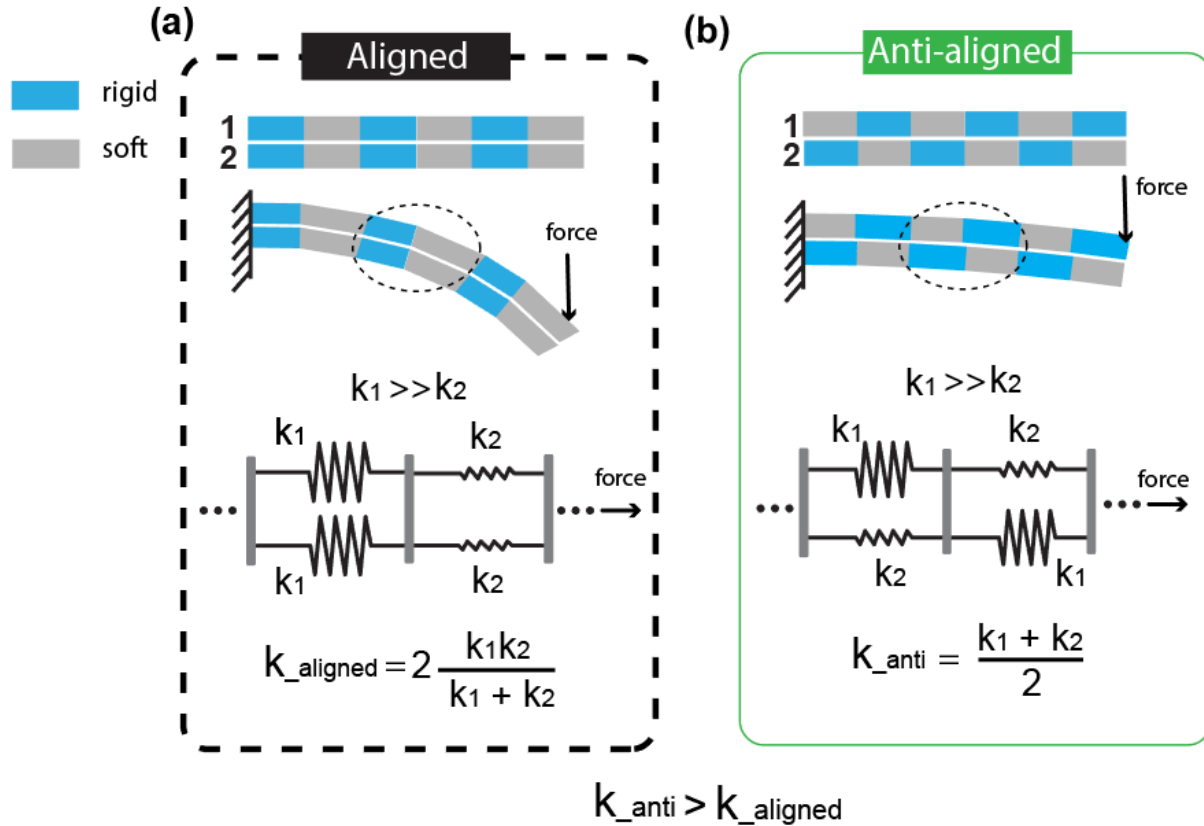 (a)
Aligned
rigid
soft
1
2
force
k1 >> k2
k1
k2
force
k1
k2
k_aligned = 2 k1k2 / k1 + k2
(b)
Anti-aligned
1
2
force
k1 >> k2
k1
k2
force
k2
k1
k_anti = k1 + k2 / 2
k_anti > k_aligned